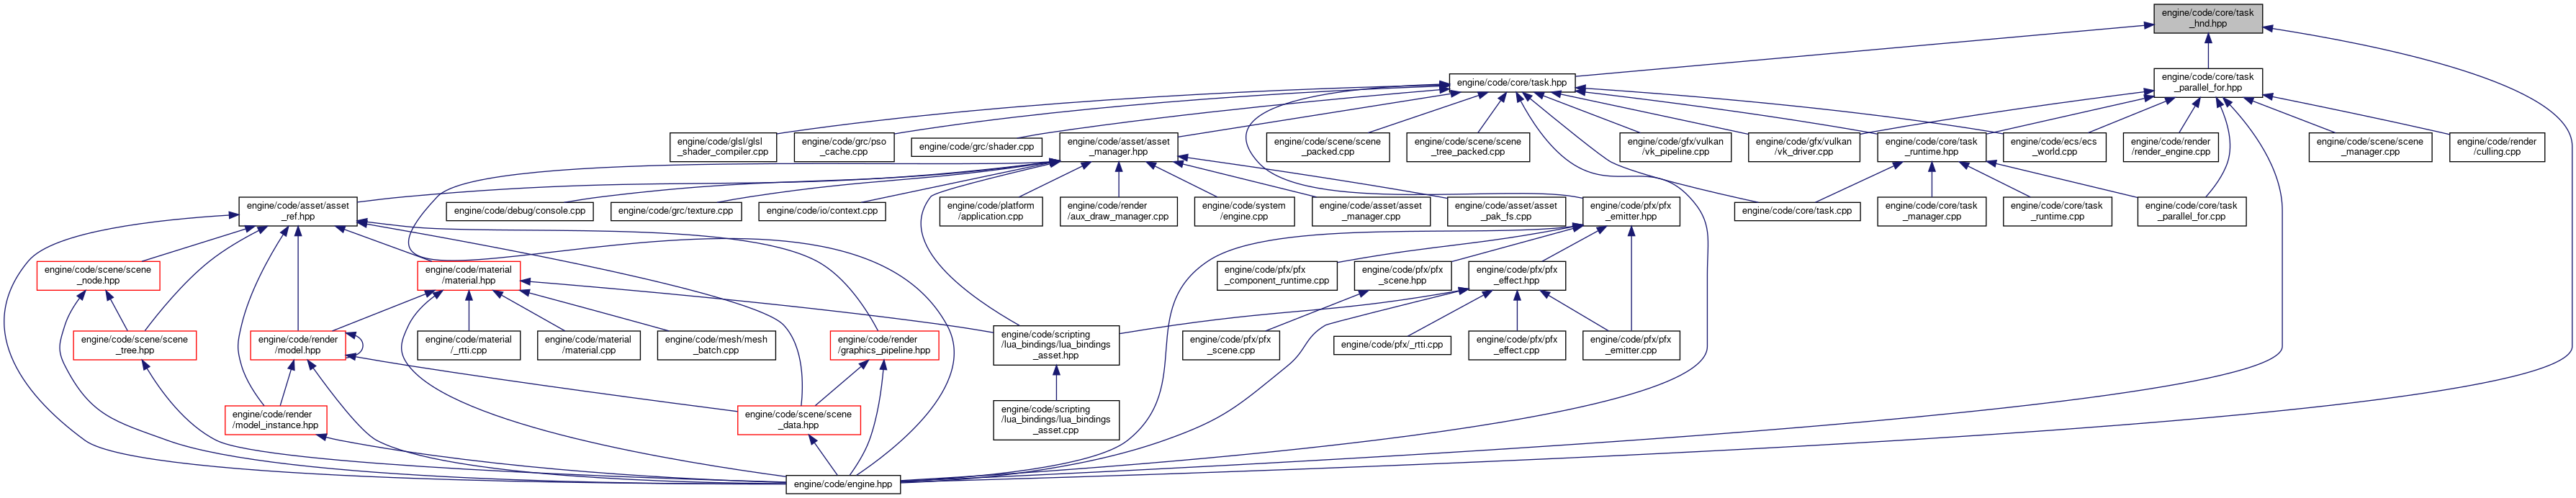 engine/code/core/task
_hnd.hpp
engine/code/core/task.hpp
engine/code/core/task
_parallel_for.hpp
engine/code/glsl/glsl
_shader_compiler.cpp
engine/code/grc/pso
_cache.cpp
engine/code/grc/shader.cpp
engine/code/asset/asset
_manager.hpp
engine/code/scene/scene
_packed.cpp
engine/code/scene/scene
_tree_packed.cpp
engine/code/gfx/vulkan
/vk_pipeline.cpp
engine/code/gfx/vulkan
/vk_driver.cpp
engine/code/core/task
_runtime.hpp
engine/code/ecs/ecs
_world.cpp
engine/code/render
/render_engine.cpp
engine/code/scene/scene
_manager.cpp
engine/code/render
/culling.cpp
engine/code/asset/asset
_ref.hpp
engine/code/debug/console.cpp
engine/code/grc/texture.cpp
engine/code/io/context.cpp
engine/code/platform
/application.cpp
engine/code/render
/aux_draw_manager.cpp
engine/code/system
/engine.cpp
engine/code/asset/asset
_manager.cpp
engine/code/asset/asset
_pak_fs.cpp
engine/code/pfx/pfx
_emitter.hpp
engine/code/core/task.cpp
engine/code/core/task
_manager.cpp
engine/code/core/task
_runtime.cpp
engine/code/core/task
_parallel_for.cpp
engine/code/scene/scene
_node.hpp
engine/code/material
/material.hpp
engine/code/pfx/pfx
_component_runtime.cpp
engine/code/pfx/pfx
_scene.hpp
engine/code/pfx/pfx
_effect.hpp
engine/code/scene/scene
_tree.hpp
engine/code/render
/model.hpp
engine/code/material
/_rtti.cpp
engine/code/material
/material.cpp
engine/code/mesh/mesh
_batch.cpp
engine/code/render
/graphics_pipeline.hpp
engine/code/scripting
/lua_bindings/lua_bindings
_asset.hpp
engine/code/pfx/pfx
_scene.cpp
engine/code/pfx/_rtti.cpp
engine/code/pfx/pfx
_effect.cpp
engine/code/pfx/pfx
_emitter.cpp
engine/code/render
/model_instance.hpp
engine/code/scene/scene
_data.hpp
engine/code/scripting
/lua_bindings/lua_bindings
_asset.cpp
engine/code/engine.hpp